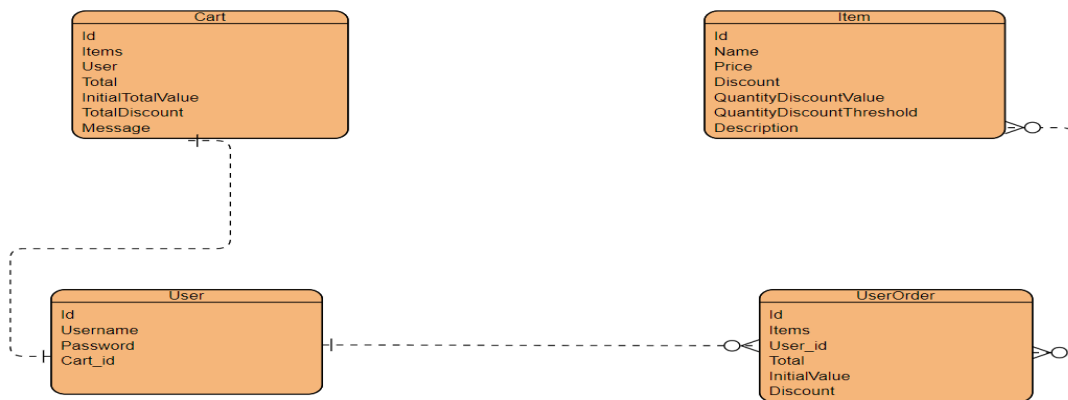 Cart
Id
Items
User
Total
InitialTotalValue
TotalDiscount
Message
Item
Id
Name
Price
Discount
QuantityDiscountValue
QuantityDiscountThreshold
Description
User
Id
Username
Password
Cart_id
UserOrder
Id
Items
User_id
Total
InitialValue
Discount